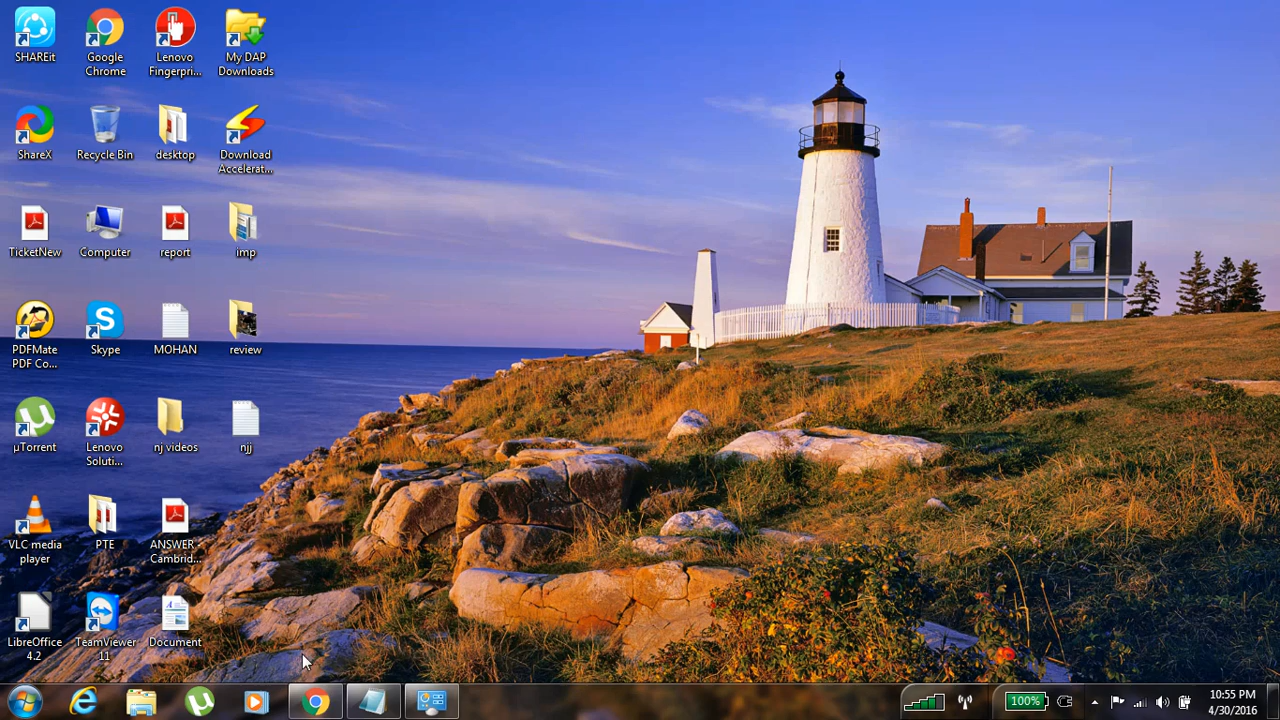 SHAREit
Google
Chrome
Lenovo
Fingerpri...
My DAP
Downloads
ShareX
Recycle Bin
desktop
Download
Accelerat...
TicketNew
Computer
report
imp
PDFMate
PDF Co...
Skype
MOHAN
review
µTorrent
Lenovo
Soluti...
nj videos
njj
VLC media
player
PTE
ANSWER_
Cambrid...
LibreOffice
4.2
TeamViewer
11
Document
100%
10:55 PM
4/30/2016